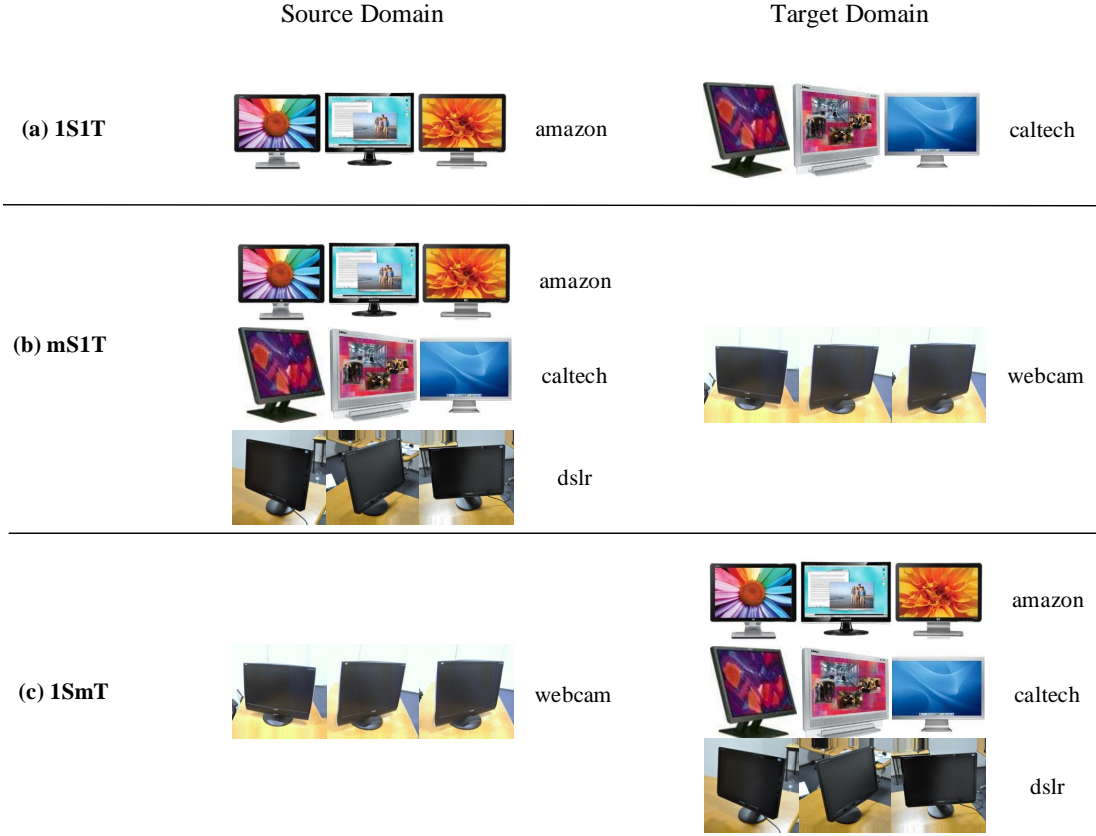 Source Domain Target Domain
(a) 1S1T amazon caltech
amazon
(b) mS1T caltech webcam
dslr
amazon
(c) 1SmT webcam caltech
dslr